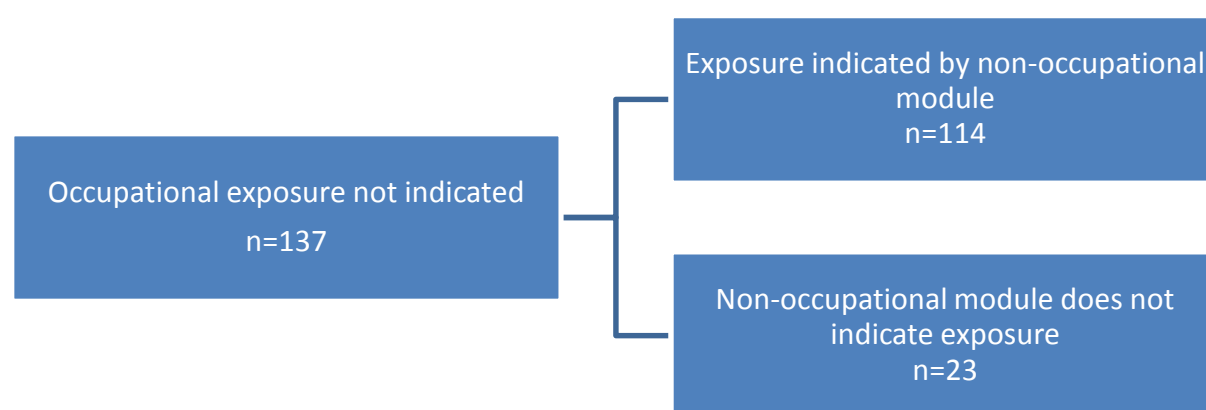 Occupational exposure not indicated
n=137
Exposure indicated by non-occupational
module
n=114
Non-occupational module does not
indicate exposure
n=23